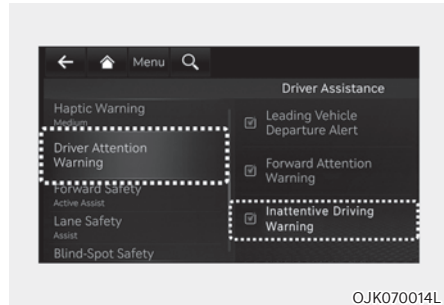 Menu
Driver Assistance
Haptic Warning
Medium
Driver Attention
Warning
Forward Safety
Active Assist
Lane Safety
Assist
Blind-Spot Safety
Leading Vehicle
Departure Alert
Forward Attention
Warning
Inattentive Driving
Warning
OJK070014L